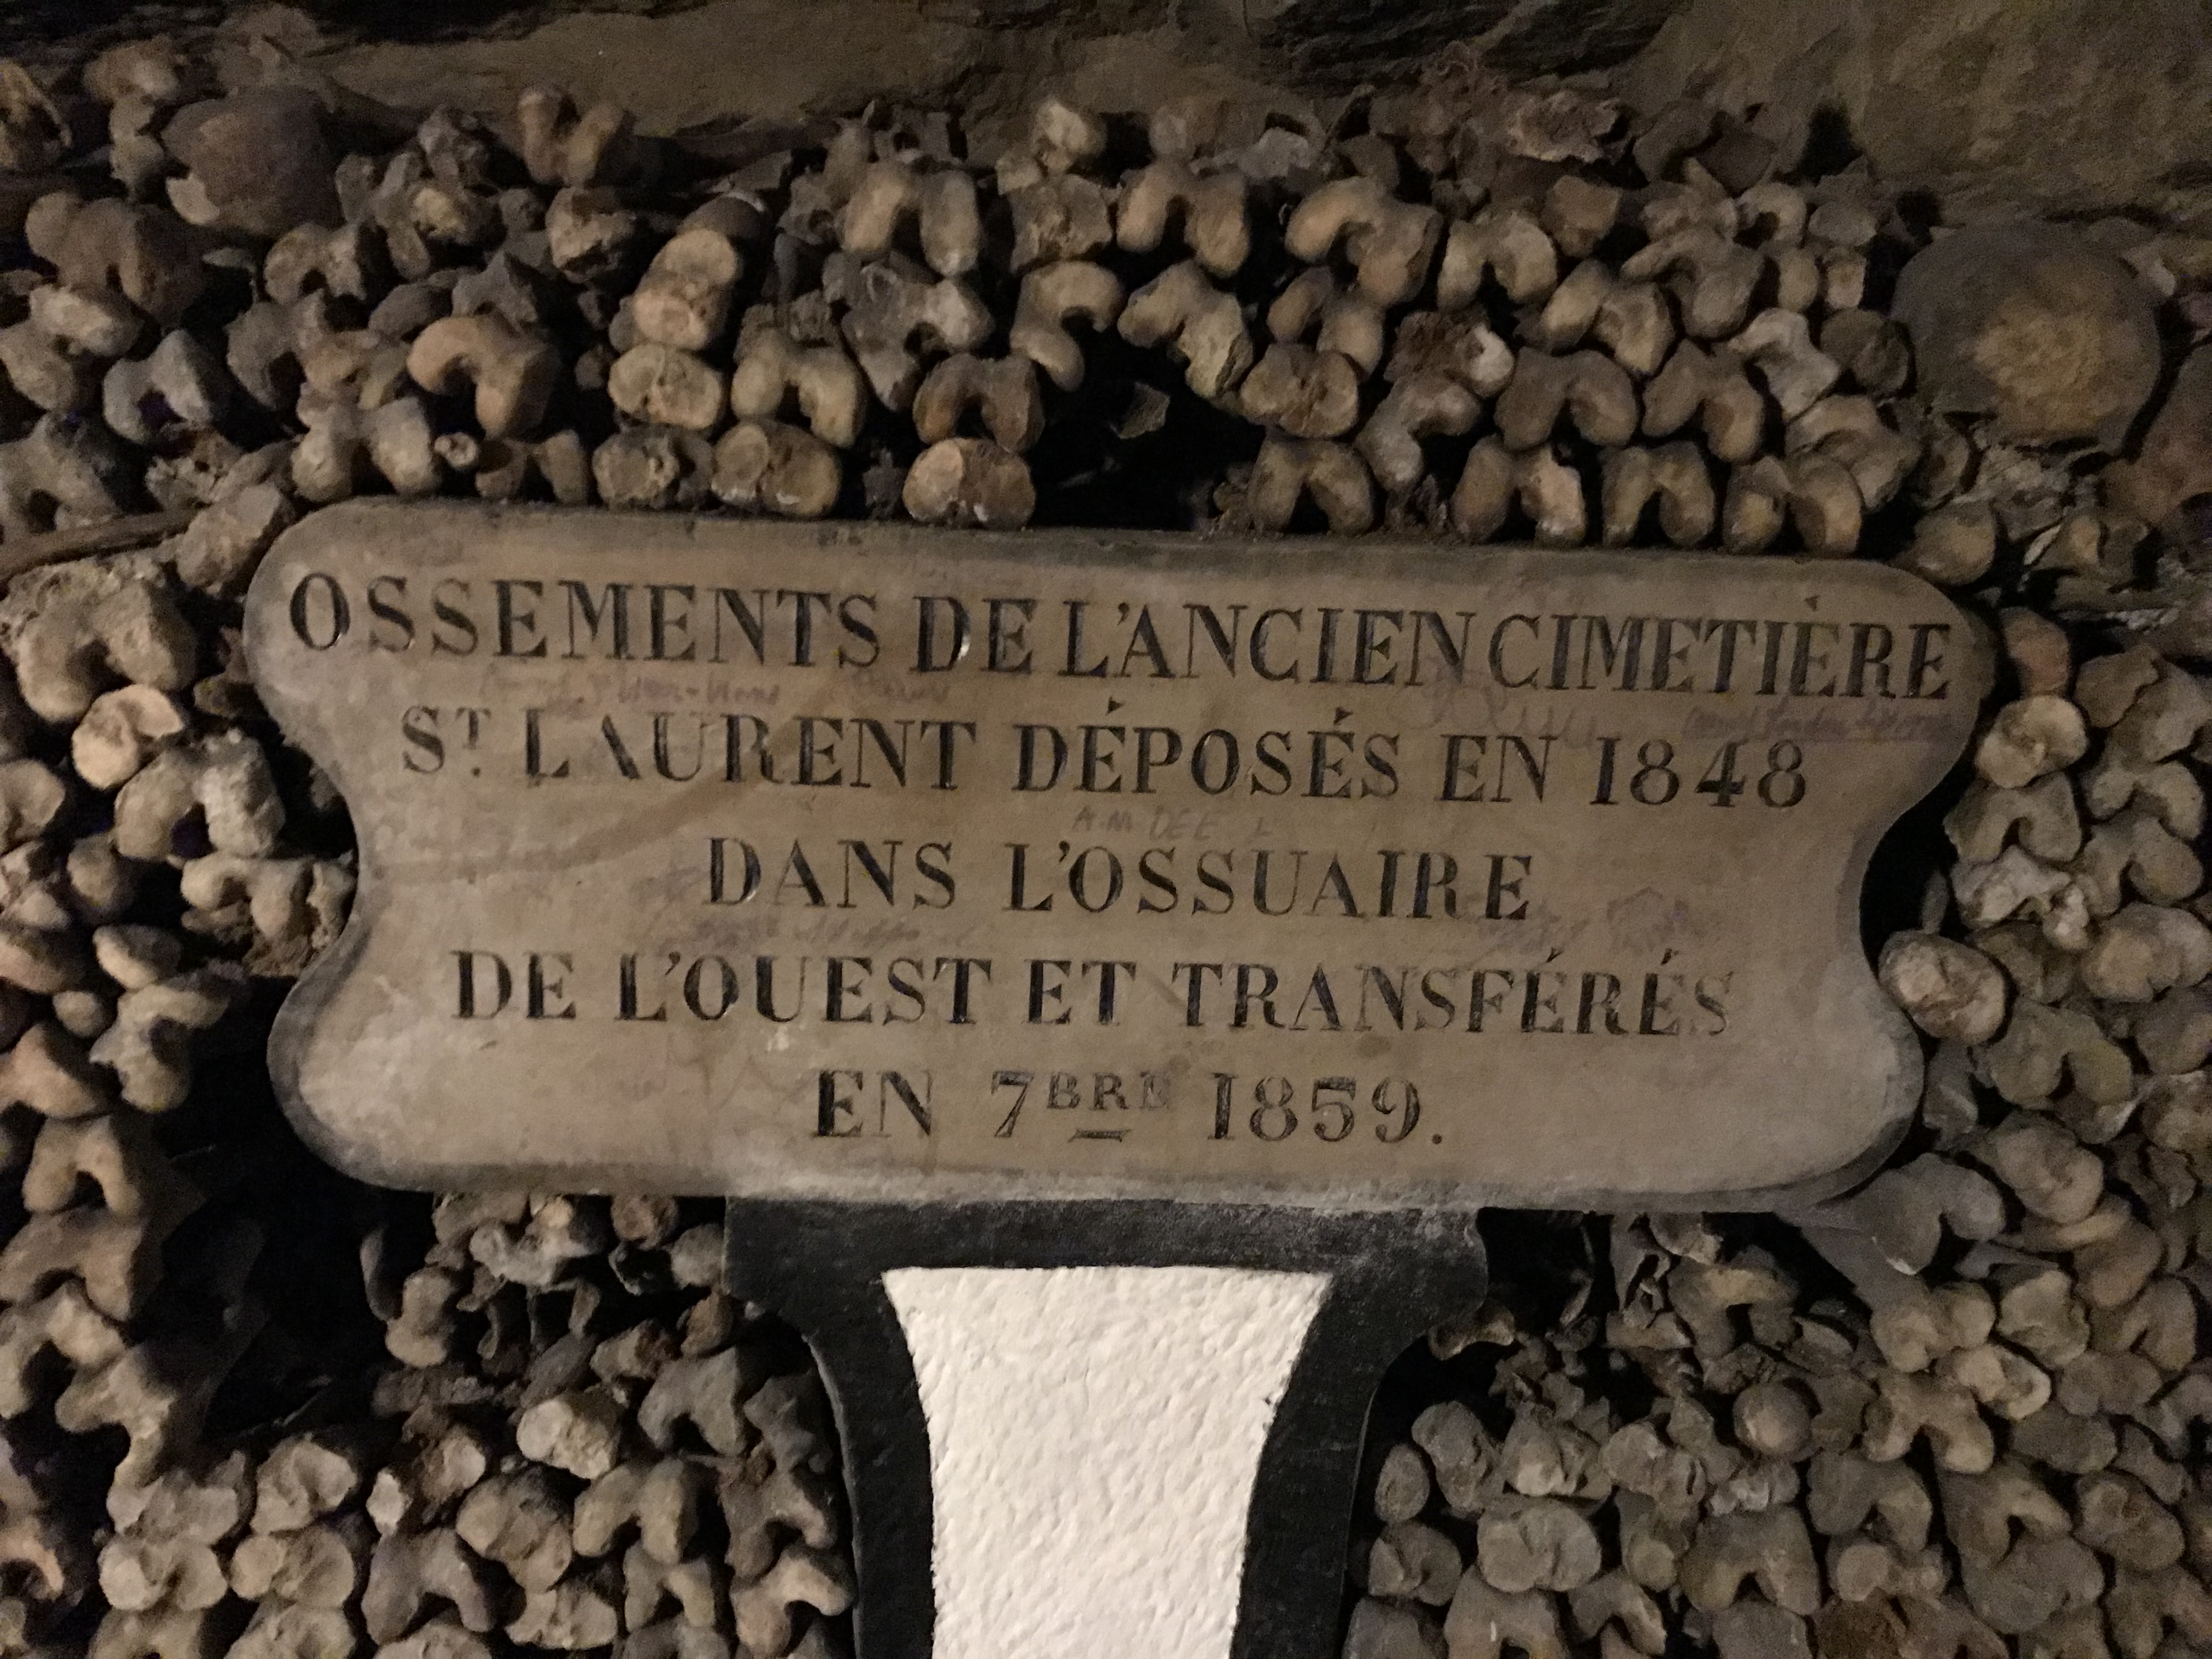 OSSEMENTS DE L'ANCIEN CIMETIÈRE
ST. LAURENT DÉPOSÉS EN 1848
DANS L'OSSUAIRE
DE L'OUEST ET TRANSFÉRÉS
EN 7BRE 1859.